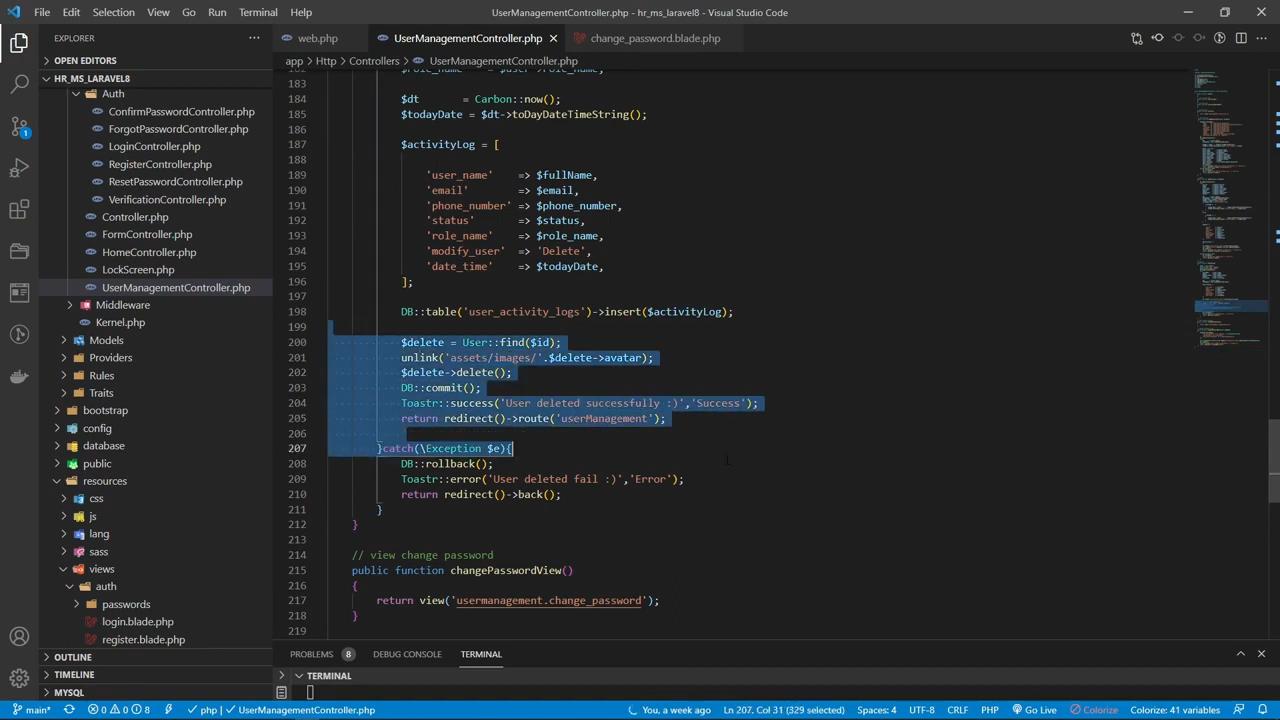 File Edit Selection View Go Run Terminal Help
UserManagementController.php - hr_ms_laravel8 - Visual Studio Code
EXPLORER
OPEN EDITORS
HR_MS_LARAVEL8
Auth
ConfirmPasswordController.php
ForgotPasswordController.php
LoginController.php
RegisterController.php
ResetPasswordController.php
VerificationController.php
Controller.php
FormController.php
HomeController.php
LockScreen.php
UserManagementController.php
Middleware
Kernel.php
Models
Providers
Rules
Traits
bootstrap
config
database
public
resources
css
js
lang
sass
views
auth
passwords
login.blade.php
register.blade.php
OUTLINE
TIMELINE
MYSQL
1
web.php UserManagementController.php change_password.blade.php
app > Http > Controllers > UserManagementController.php
182 $role_name = $user->role_name;
183
184 $dt = Carbon::now();
185 $todayDate = $dt->toDayDateTimeString();
186
187 $activityLog = [
188
189 'user_name' => $fullName,
190 'email' => $email,
191 'phone_number' => $phone_number,
192 'status' => $status,
193 'role_name' => $role_name,
194 'modify_user' => 'Delete',
195 'date_time' => $todayDate,
196 ];
197
198 DB::table('user_activity_logs')->insert($activityLog);
199
200 $delete = User::find($id);
201 unlink('assets/images/'.$delete->avatar);
202 $delete->delete();
203 DB::commit();
204 Toastr::success('User deleted successfully :)','Success');
205 return redirect()->route('userManagement');
206
207 }catch(\Exception $e){
208 DB::rollback();
209 Toastr::error('User deleted fail :)','Error');
210 return redirect()->back();
211 }
212 }
213
214 // view change password
215 public function changePasswordView()
216 {
217 return view('usermanagement.change_password');
218 }
219
PROBLEMS 8 DEBUG CONSOLE TERMINAL
TERMINAL
main* 0 0 8 php UserManagementController.php
You, a week ago Ln 207, Col 31 (329 selected) Spaces: 4 UTF-8 CRLF PHP Go Live Colorize Colorize: 41 variables